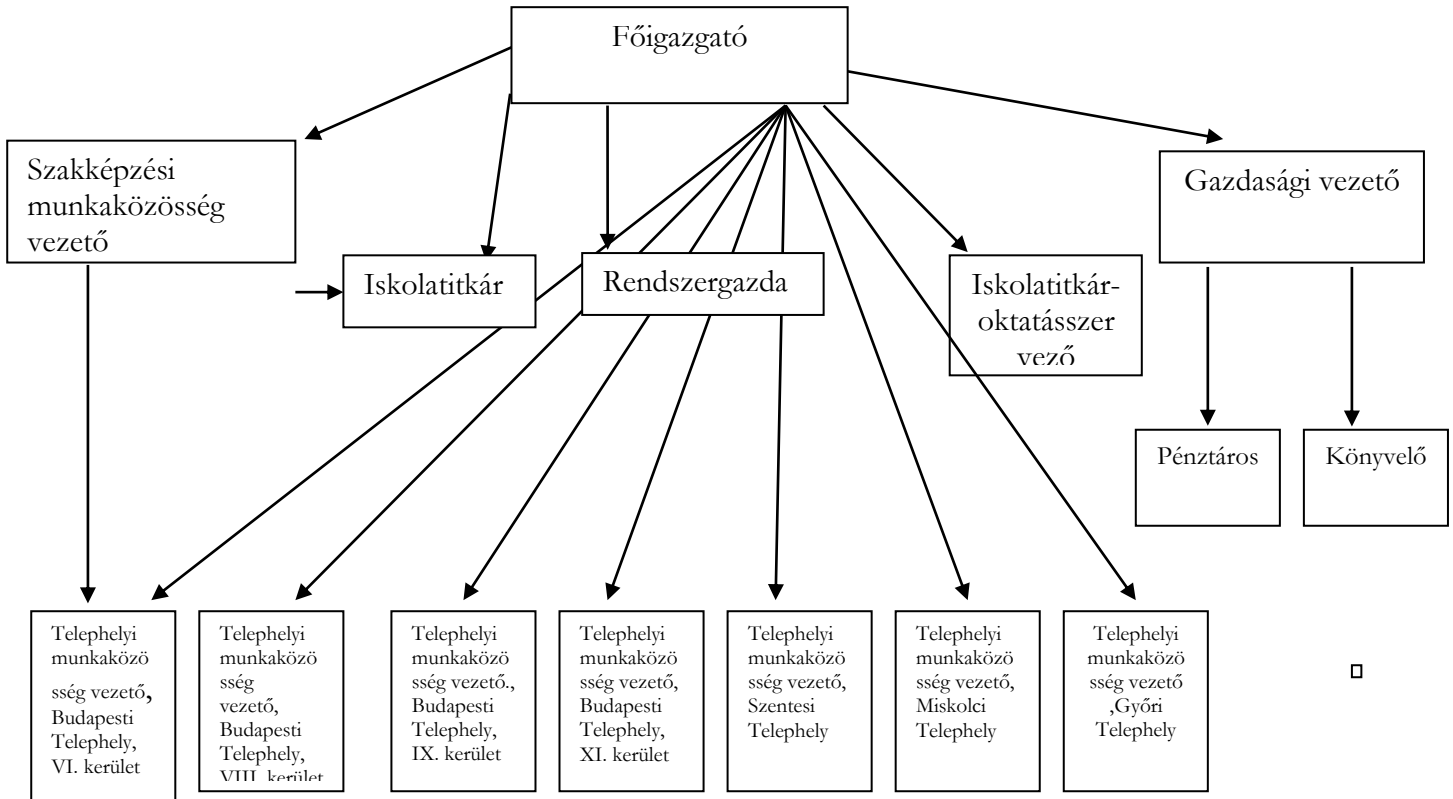 Főigazgató
Szakképzési
munkaközösség
vezető
Gazdasági vezető
Iskolatitkár
Rendszergazda
Iskolatitkár-
oktatásszer
vező
Pénztáros
Könyvelő
Telephelyi
munkaközö
sség vezető,
Budapesti
Telephely,
VI. kerület
Telephelyi
munkaközö
sség
vezető,
Budapesti
Telephely,
VIII. kerület
Telephelyi
munkaközö
sség vezető.,
Budapesti
Telephely,
IX. kerület
Telephelyi
munkaközö
sség vezető,
Budapesti
Telephely,
XI. kerület
Telephelyi
munkaközö
sség vezető,
Szentesi
Telephely
Telephelyi
munkaközö
sség vezető,
Miskolci
Telephely
Telephelyi
munkaközö
sség vezető
,Győri
Telephely